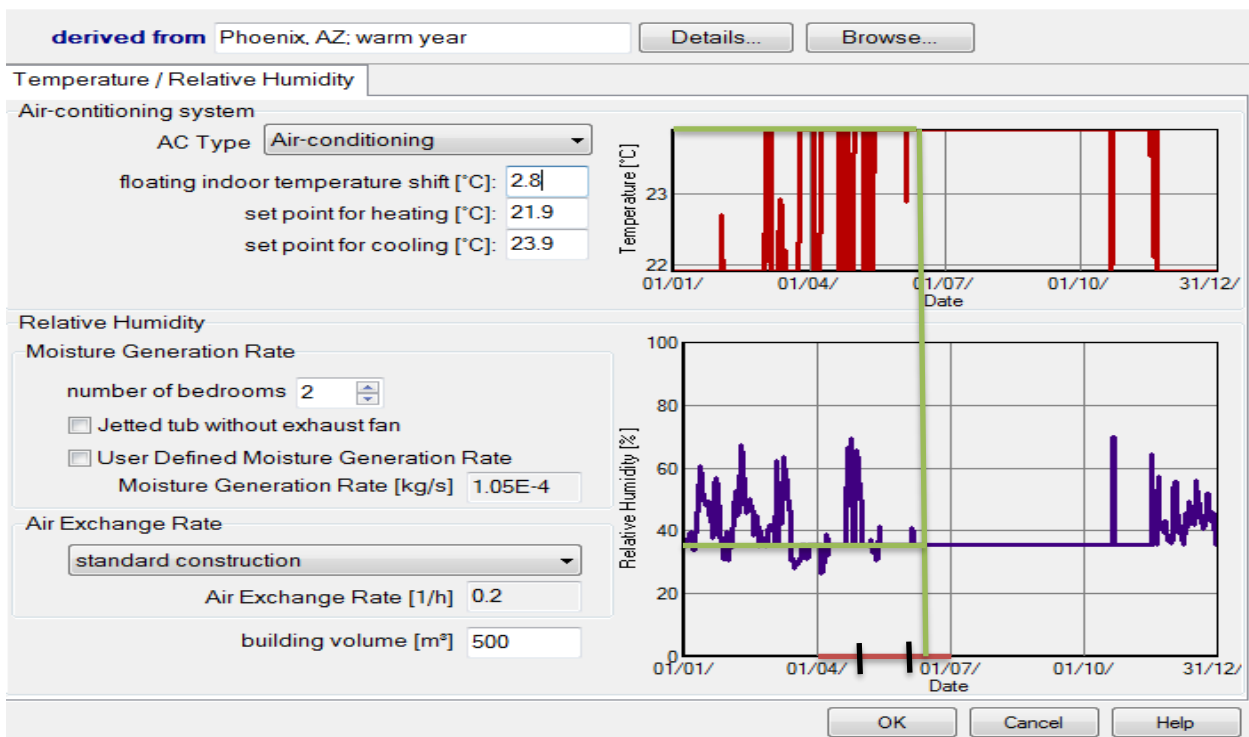 derived from Phoenix, AZ; warm year Details... Browse...
Temperature / Relative Humidity
Air-contitioning system
AC Type Air-conditioning
floating indoor temperature shift [°C]: 2.8
set point for heating [°C]: 21.9
set point for cooling [°C]: 23.9
Temperature [°C]
23
22
01/01/ 01/04/ 01/07/ 01/10/ 31/12/
Date
Relative Humidity
Moisture Generation Rate
number of bedrooms 2
Jetted tub without exhaust fan
User Defined Moisture Generation Rate
Moisture Generation Rate [kg/s] 1.05E-4
Air Exchange Rate
standard construction
Air Exchange Rate [1/h] 0.2
building volume [m³] 500
Relative Humidity [%]
100
80
60
40
20
0
01/01/ 01/04/ 01/07/ 01/10/ 31/12/
Date
OK Cancel Help